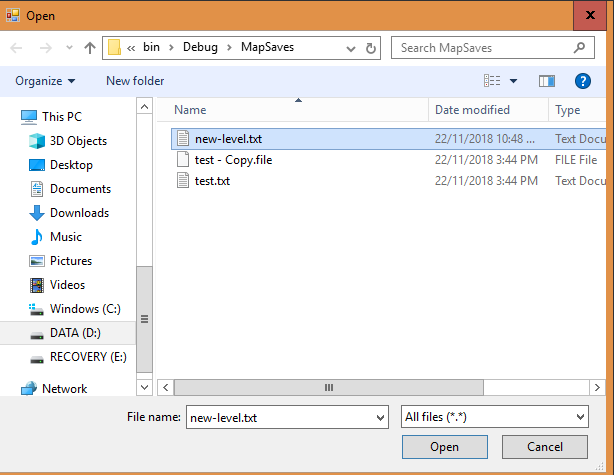 Open
« bin › Debug › MapSaves
Search MapSaves
Organize
New folder
Name
Date modified
Type
This PC
3D Objects
Desktop
Documents
Downloads
Music
Pictures
Videos
Windows (C:)
DATA (D:)
RECOVERY (E:)
Network
new-level.txt 22/11/2018 10:48 ... Text Docu
test - Copy.file 22/11/2018 3:44 PM FILE File
test.txt 22/11/2018 3:44 PM Text Docu
File name: new-level.txt All files (*.*)
Open Cancel